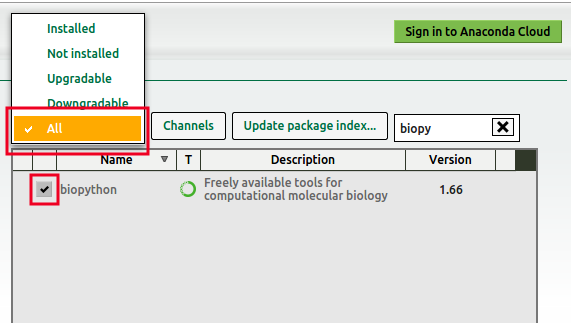 Installed
Not installed
Upgradable
Downgradable
All
Sign in to Anaconda Cloud
Channels
Update package index...
biopy
Name
T
Description
Version
biopython
Freely available tools for
computational molecular biology
1.66